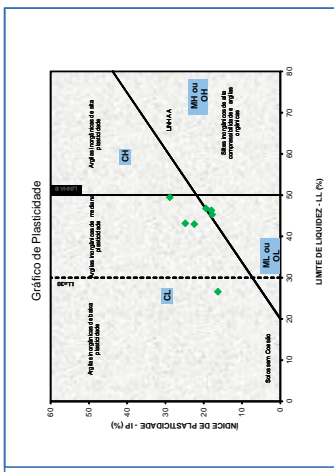 Gráfico de Plasticidade
ÍNDICE DE PLASTICIDADE - IP (%)
60
50
40
30
20
10
0
Argilas inorgânicas de baixa
plasticidade
LL=30
Argilas inorgânicas de mediana
plasticidade
LINHA B
Argilas inorgânicas de alta
plasticidade
CL
CH
LINHA A
MH ou
OH
Siltes inorgânicos de alta
compressibilidade e argilas
orgânicas
ML ou
OL
Solos sem Coesão
0
10
20
30
40
50
60
70
80
LIMITE DE LIQUIDEZ - LL (%)